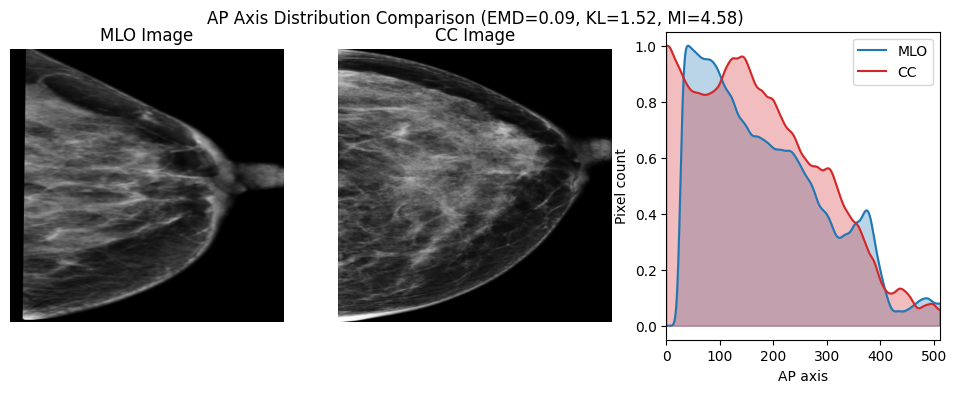 AP Axis Distribution Comparison (EMD=0.09, KL=1.52, MI=4.58)
MLO Image
CC Image
MLO
CC
1.0
0.8
0.6
0.4
0.2
0.0
Pixel count
0 100 200 300 400 500
AP axis